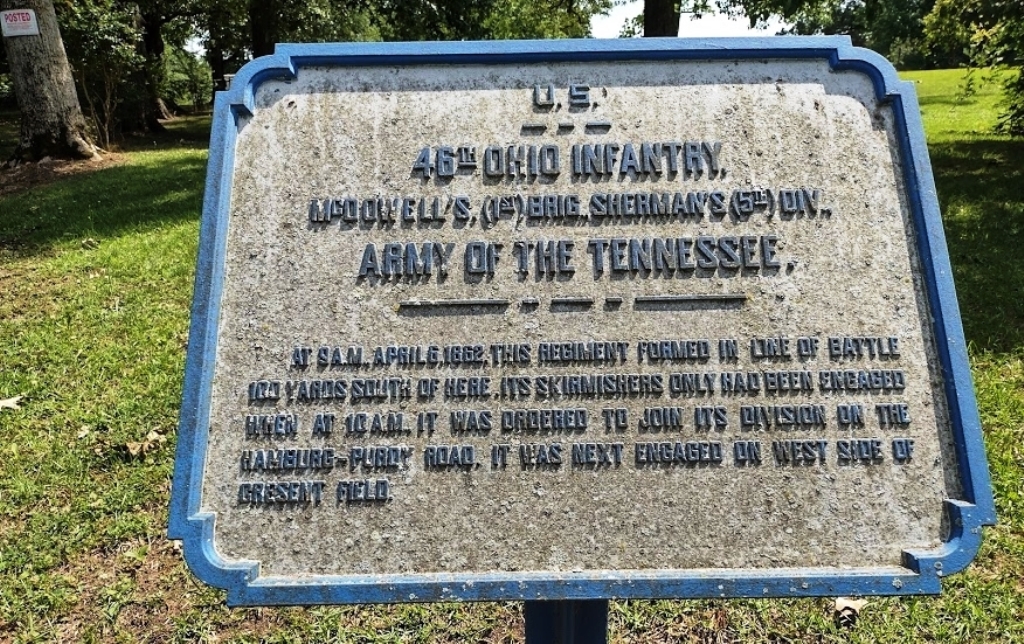 POSTED
U.S.
46TH OHIO INFANTRY,
McDOWELL'S, (1ST) BRIG., SHERMAN'S (5TH) DIV.,
ARMY OF THE TENNESSEE.
AT 9 A.M. APRIL 6, 1862. THIS REGIMENT FORMED IN LINE OF BATTLE
100 YARDS SOUTH OF HERE. ITS SKIRMISHERS ONLY HAD BEEN ENGAGED
WHEN AT 10 A.M. IT WAS ORDERED TO JOIN ITS DIVISION ON THE
HAMBURG-PURDY ROAD. IT WAS NEXT ENGAGED ON WEST SIDE OF
CRESENT FIELD.